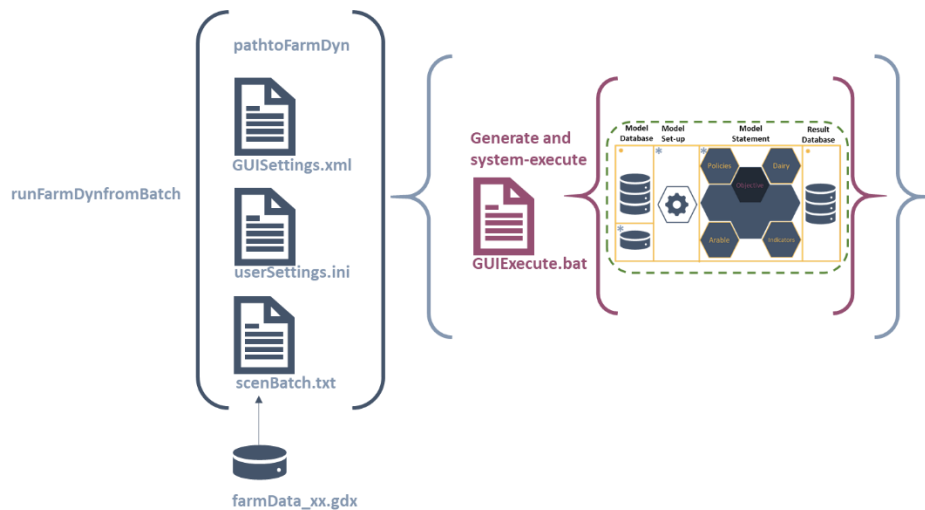 pathtoFarmDyn
GUISettings.xml
runFarmDynfromBatch
userSettings.ini
scenBatch.txt
farmData_xx.gdx
Generate and
system-execute
GUIExecute.bat
Model
Database
Model
Set-up
Model
Statement
Result
Database
Policies
Dairy
Objective
Arable
Indicators